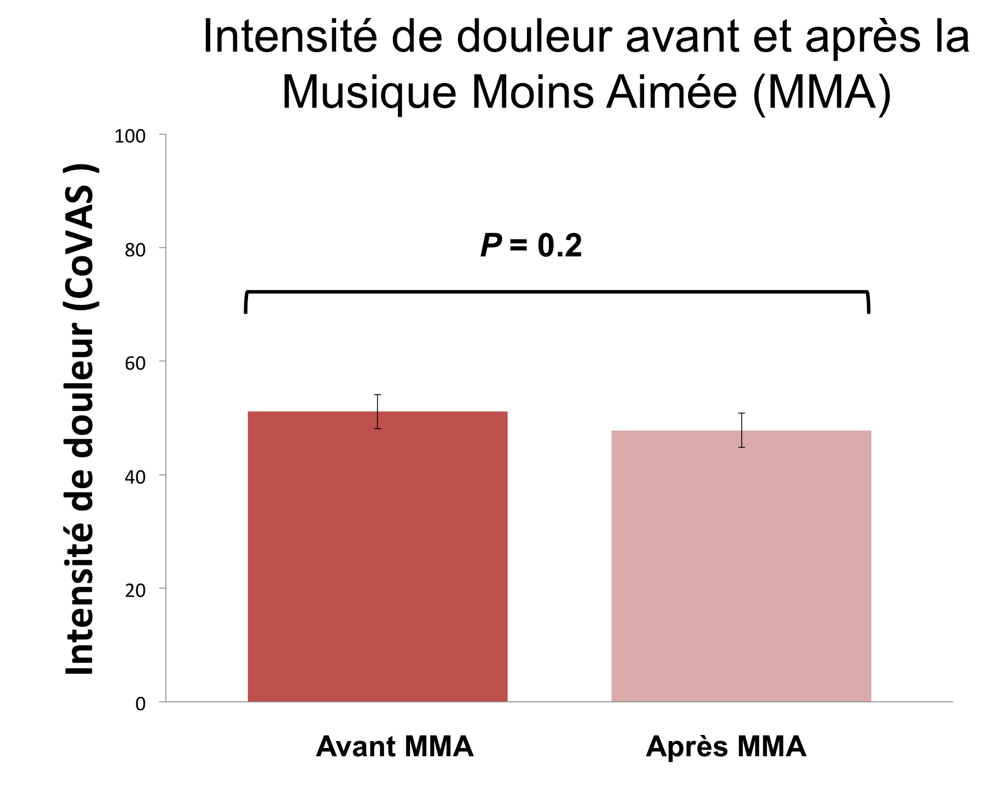 Intensité de douleur avant et après la
Musique Moins Aimée (MMA)
Intensité de douleur (CoVAS )
100
80
60
40
20
0
P = 0.2
Avant MMA
Après MMA